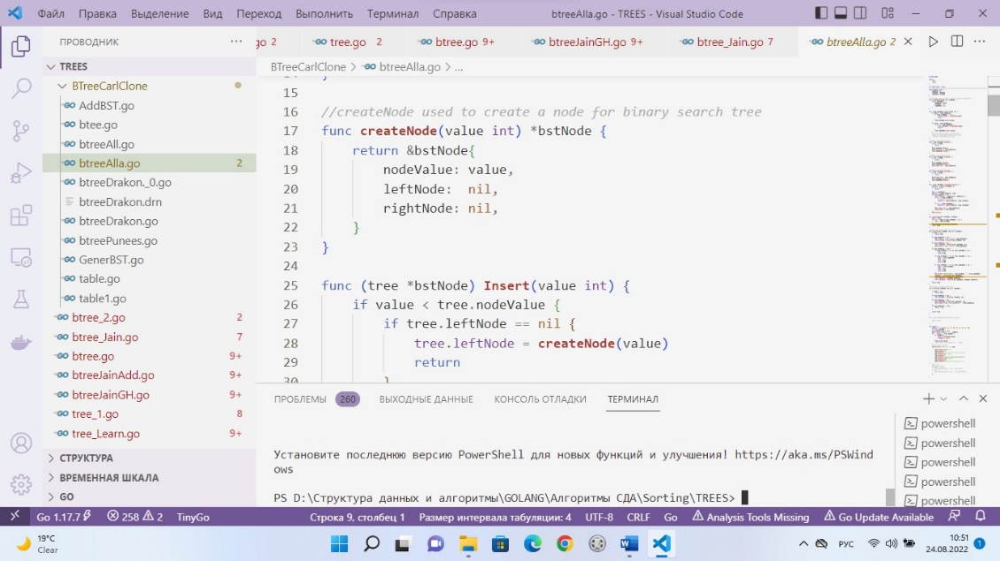 Файл Правка Выделение Вид Переход Выполнить Терминал Справка btreeAlla.go - TREES - Visual Studio Code
ПРОВОДНИК
go 2 tree.go 2 btree.go 9+ btreeJainGH.go 9+ btree_Jain.go 7 btreeAlla.go 2
BTreeCarlClone > btreeAlla.go > ...
TREES
BTreeCarlClone
AddBST.go
btee.go
btreeAll.go
btreeAlla.go 2
btreeDrakon._0.go
btreeDrakon.drn
btreeDrakon.go
btreePunees.go
GenerBST.go
table.go
table1.go
btree_2.go 2
btree_Jain.go 7
btree.go 9+
btreeJainAdd.go 9+
btreeJainGH.go 9+
tree_1.go 8
tree_Learn.go 9+
СТРУКТУРА
ВРЕМЕННАЯ ШКАЛА
GO
15
16 //createNode used to create a node for binary search tree
17 func createNode(value int) *bstNode {
18 return &bstNode{
19 nodeValue: value,
20 leftNode: nil,
21 rightNode: nil,
22 }
23 }
24
25 func (tree *bstNode) Insert(value int) {
26 if value < tree.nodeValue {
27 if tree.leftNode == nil {
28 tree.leftNode = createNode(value)
29 return
30 }
ПРОБЛЕМЫ 260 ВЫХОДНЫЕ ДАННЫЕ КОНСОЛЬ ОТЛАДКИ ТЕРМИНАЛ
Установите последнюю версию PowerShell для новых функций и улучшения! https://aka.ms/PSWind
ows
PS D:\Структура данных и алгоритмы\GOLANG\Алгоритмы СДА\Sorting\TREES>
powershell
powershell
powershell
powershell
powershell
Go 1.17.7 258 2 TinyGo Строка 9, столбец 1 Размер интервала табуляции: 4 UTF-8 CRLF Go Analysis Tools Missing Go Update Available
19°C
Clear
РУС
10:51
24.08.2022
1